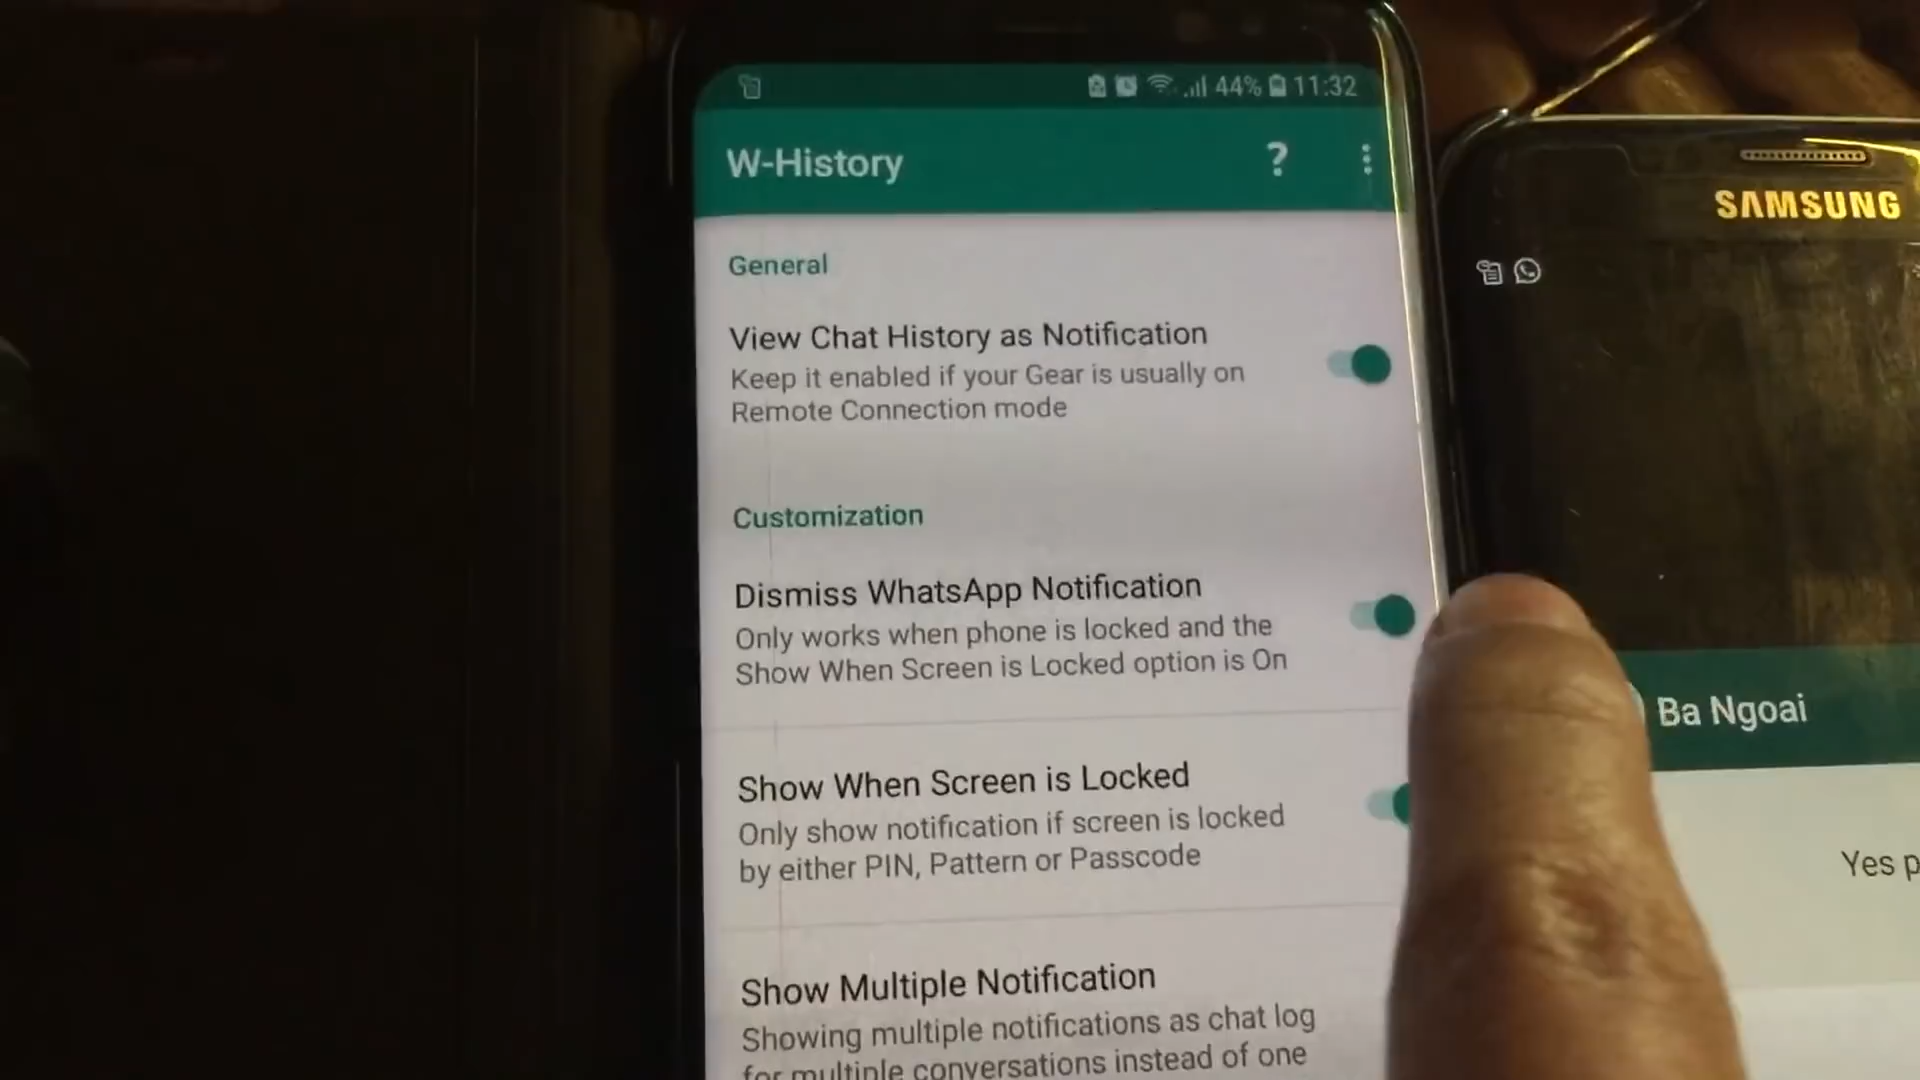 44% 11:32
W-History ?
General
View Chat History as Notification
Keep it enabled if your Gear is usually on
Remote Connection mode
Customization
Dismiss WhatsApp Notification
Only works when phone is locked and the
Show When Screen is Locked option is On
Show When Screen is Locked
Only show notification if screen is locked
by either PIN, Pattern or Passcode
Show Multiple Notification
Showing multiple notifications as chat log
for multiple conversations instead of one
SAMSUNG
Ba Ngoai
Yes p